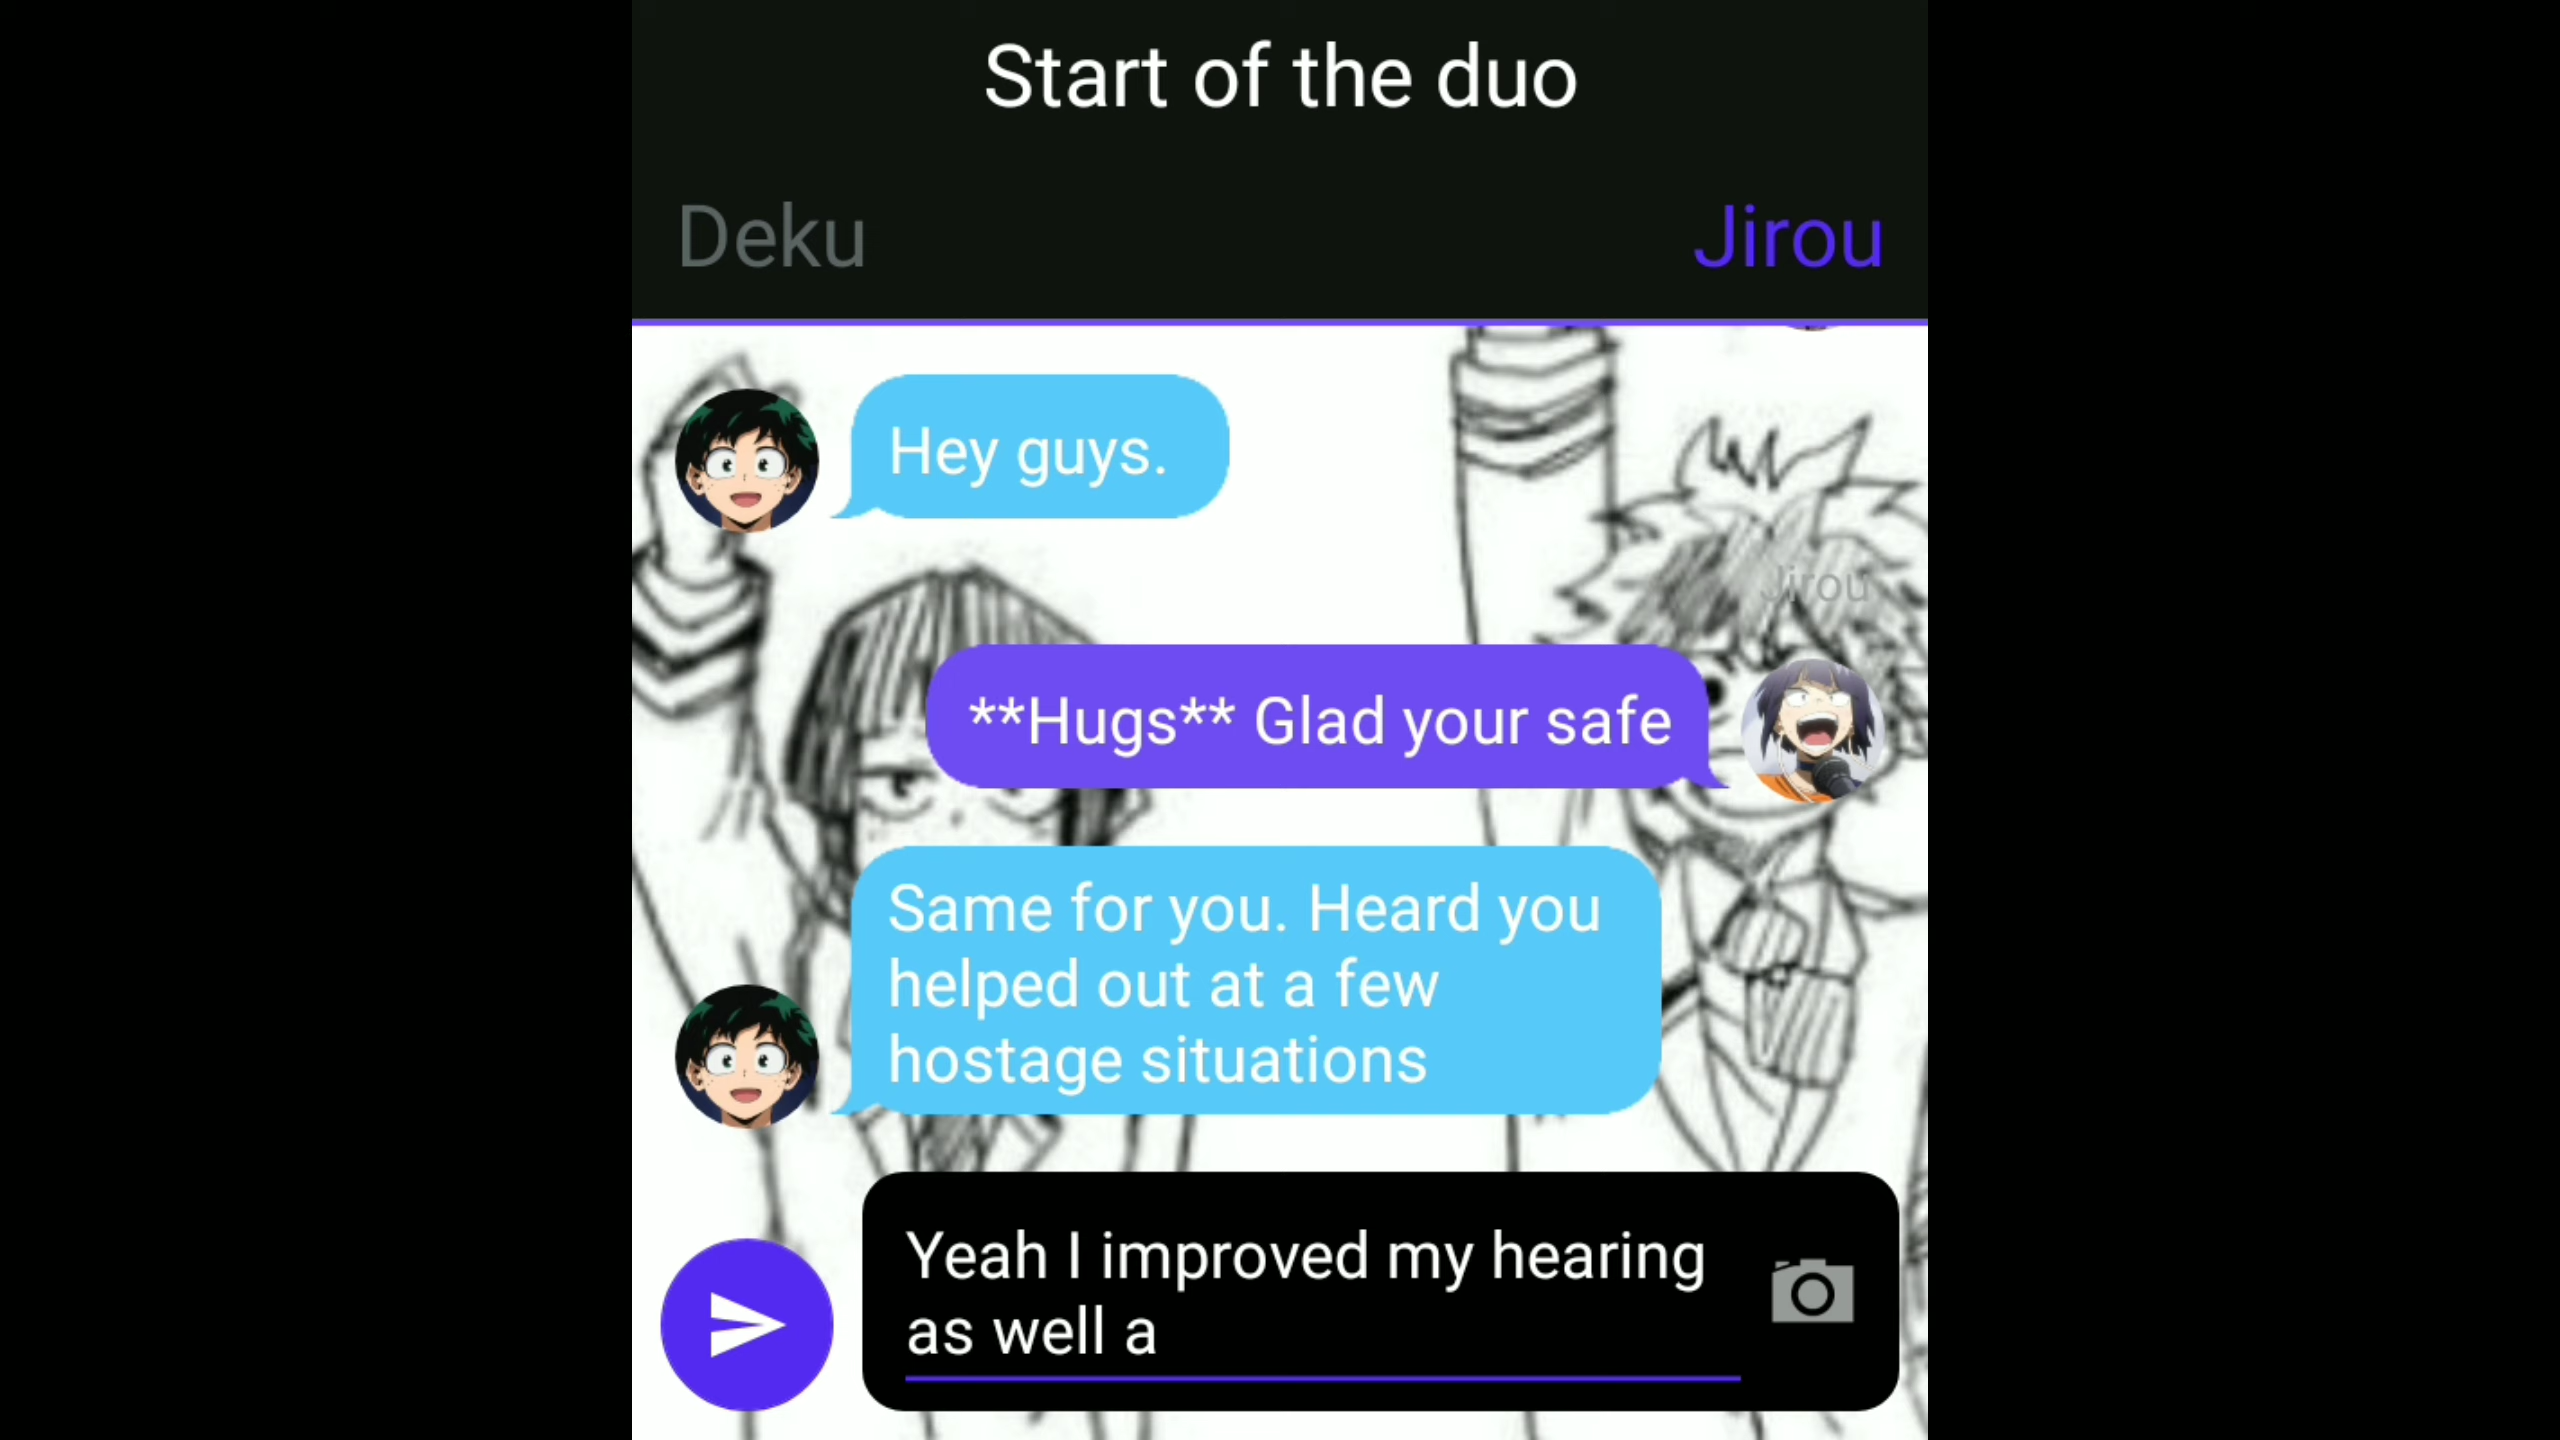 Start of the duo
Deku
Jirou
Hey guys.
Jirou
**Hugs** Glad your safe
Same for you. Heard you
helped out at a few
hostage situations
Yeah I improved my hearing
as well a